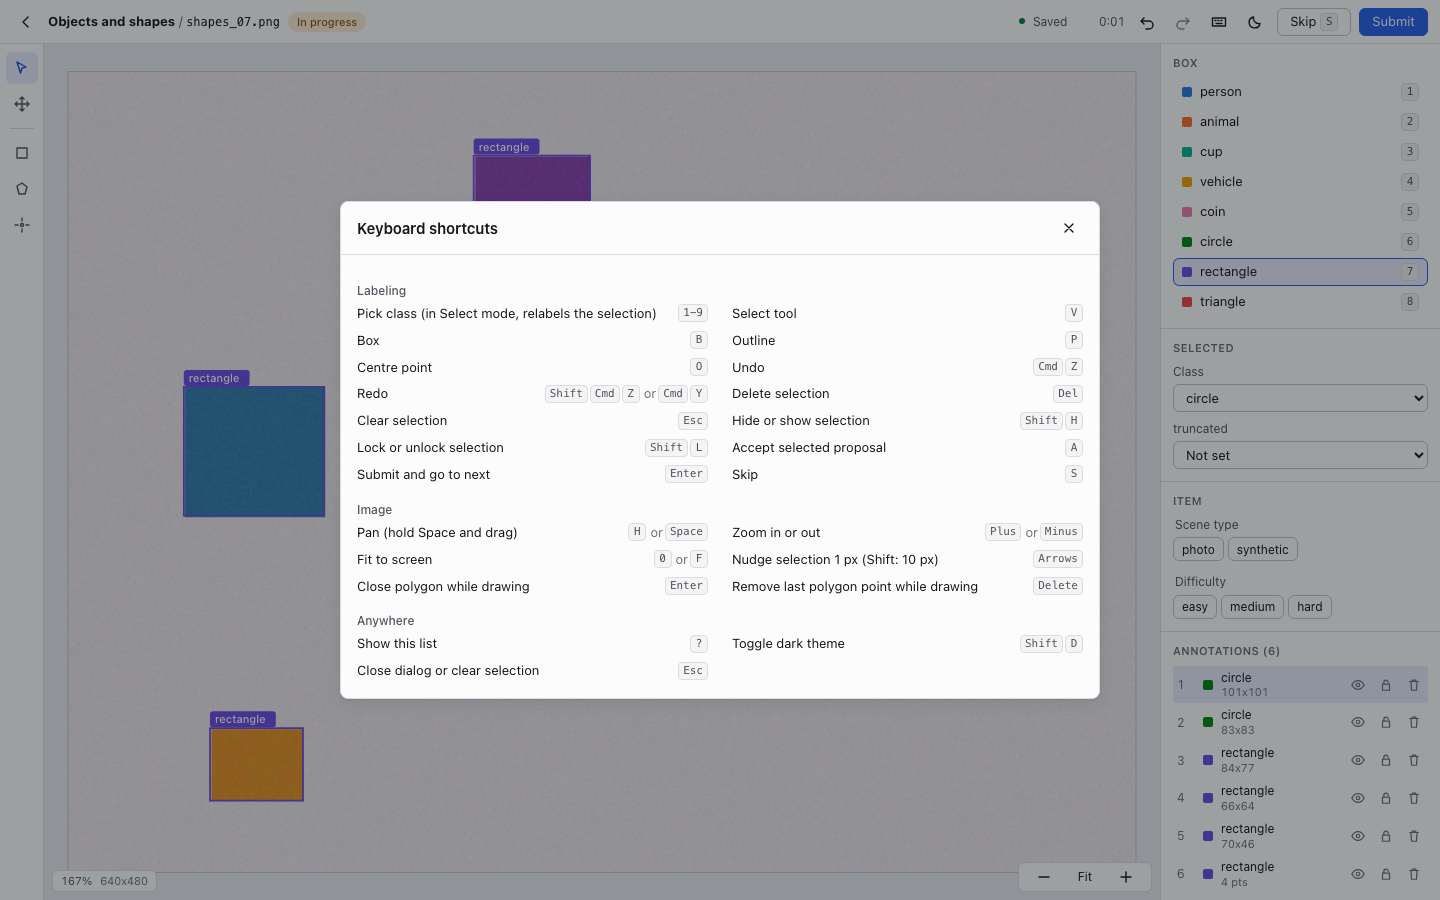 Objects and shapes / shapes_07.png In progress
Saved 0:01 Skip S Submit
rectangle
rectangle
rectangle
167% 640x480
Fit
Keyboard shortcuts
Labeling
Pick class (in Select mode, relabels the selection) 1–9
Select tool V
Box B
Outline P
Centre point O
Undo Cmd Z
Redo Shift Cmd Z or Cmd Y
Delete selection Del
Clear selection Esc
Hide or show selection Shift H
Lock or unlock selection Shift L
Accept selected proposal A
Submit and go to next Enter
Skip S
Image
Pan (hold Space and drag) H or Space
Zoom in or out Plus or Minus
Fit to screen 0 or F
Nudge selection 1 px (Shift: 10 px) Arrows
Close polygon while drawing Enter
Remove last polygon point while drawing Delete
Anywhere
Show this list ?
Toggle dark theme Shift D
Close dialog or clear selection Esc
BOX
person 1
animal 2
cup 3
vehicle 4
coin 5
circle 6
rectangle 7
triangle 8
SELECTED
Class
circle
truncated
Not set
ITEM
Scene type
photo synthetic
Difficulty
easy medium hard
ANNOTATIONS (6)
1 circle
101x101
2 circle
83x83
3 rectangle
84x77
4 rectangle
66x64
5 rectangle
70x46
6 rectangle
4 pts